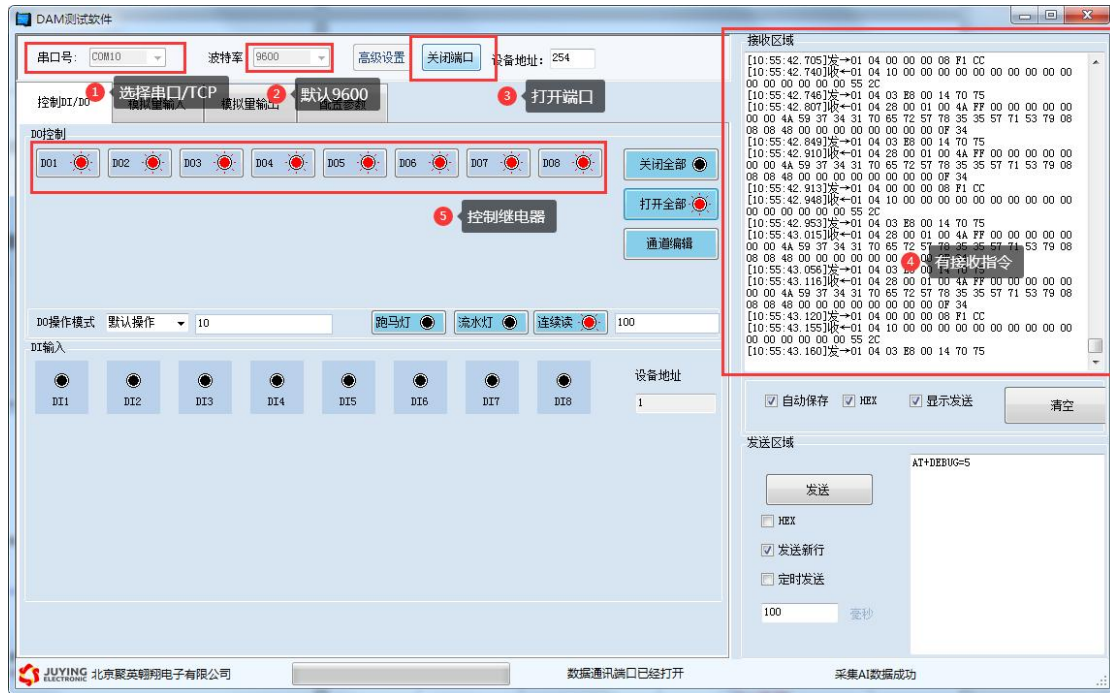 DAM测试软件
串口号: COM10 波特率 9600 高级设置 关闭端口 设备地址: 254
1 选择串口/TCP 2 默认9600 3 打开端口
控制DI/DO 模拟量输入 模拟量输出 配置参数
DO控制
DO1 DO2 DO3 DO4 DO5 DO6 DO7 DO8 关闭全部
打开全部
5 控制继电器
通道编辑
DO操作模式 默认操作 10 跑马灯 流水灯 连续读 100
DI输入
设备地址
DI1 DI2 DI3 DI4 DI5 DI6 DI7 DI8 1
接收区域
[10:55:42.705]发→01 04 00 00 00 08 F1 CC
[10:55:42.740]收←01 04 10 00 00 00 00 00 00 00 00 00
00 00 00 00 00 00 55 2C
[10:55:42.746]发→01 04 03 E8 00 14 70 75
[10:55:42.807]收←01 04 28 00 01 00 4A FF 00 00 00 00 00
00 00 4A 59 37 34 31 70 65 72 57 78 35 35 57 71 53 79 08
08 08 48 00 00 00 00 00 00 00 00 0F 34
[10:55:42.849]发→01 04 03 E8 00 14 70 75
[10:55:42.910]收←01 04 28 00 01 00 4A FF 00 00 00 00 00
00 00 4A 59 37 34 31 70 65 72 57 78 35 35 57 71 53 79 08
08 08 48 00 00 00 00 00 00 00 00 0F 34
[10:55:42.913]发→01 04 00 00 00 08 F1 CC
[10:55:42.948]收←01 04 10 00 00 00 00 00 00 00 00 00
00 00 00 00 00 00 55 2C
[10:55:42.953]发→01 04 03 E8 00 14 70 75
[10:55:43.015]收←01 04 28 00 01 00 4A FF 00 00 00 00 00
00 00 4A 59 37 34 31 70 65 72 57 78 35 35 57 71 53 79 08
08 08 48 00 00 00 00 00 00
4 有接收指令
[10:55:43.056]发→01 04 03 E8 00 14 70 75
[10:55:43.116]收←01 04 28 00 01 00 4A FF 00 00 00 00 00
00 00 4A 59 37 34 31 70 65 72 57 78 35 35 57 71 53 79 08
08 08 48 00 00 00 00 00 00 00 00 0F 34
[10:55:43.120]发→01 04 00 00 00 08 F1 CC
[10:55:43.155]收←01 04 10 00 00 00 00 00 00 00 00 00
00 00 00 00 00 00 55 2C
[10:55:43.160]发→01 04 03 E8 00 14 70 75
自动保存 HEX 显示发送 清空
发送区域
AT+DEBUG=5
发送
HEX
发送新行
定时发送
100 毫秒
JUYING ELECTRONIC 北京聚英翱翔电子有限公司 数据通讯端口已经打开 采集AI数据成功